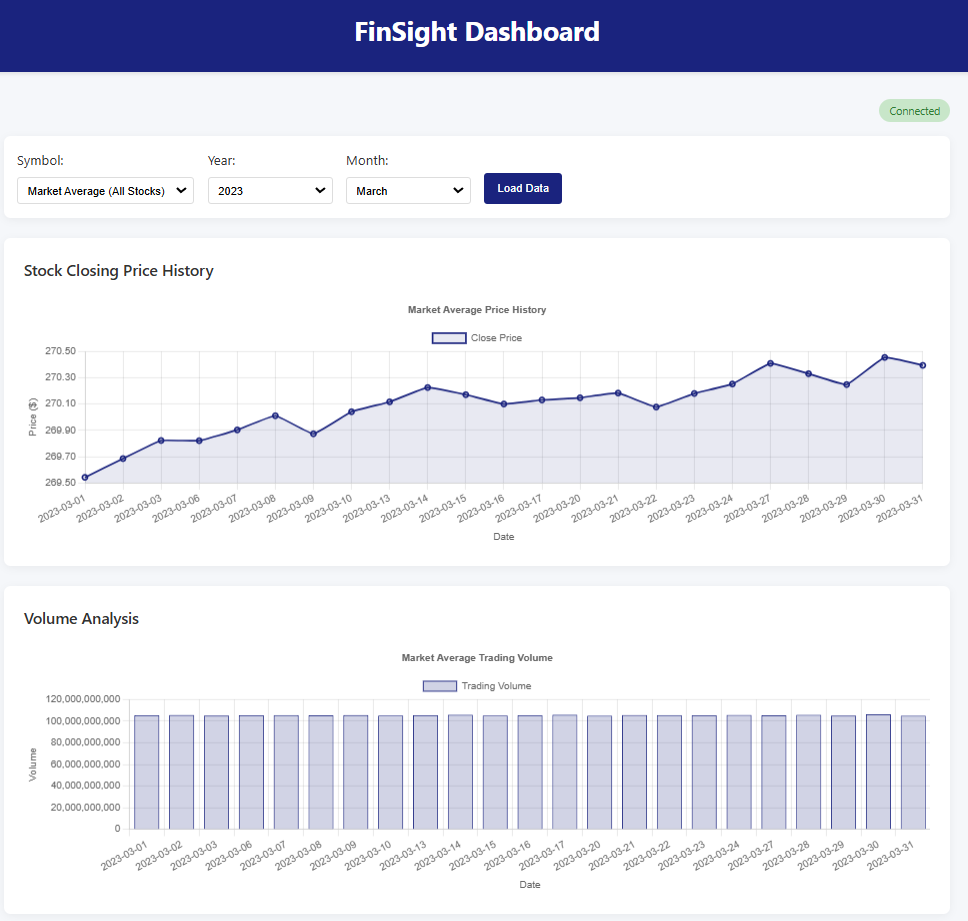 FinSight Dashboard
Connected
Symbol: Year: Month:
Market Average (All Stocks) 2023 March Load Data
Stock Closing Price History
Market Average Price History
Close Price
270.50
270.30
270.10
269.90
269.70
269.50
Price ($)
2023-03-01 2023-03-02 2023-03-03 2023-03-06 2023-03-07 2023-03-08 2023-03-09 2023-03-10 2023-03-13 2023-03-14 2023-03-15 2023-03-16 2023-03-17 2023-03-20 2023-03-21 2023-03-22 2023-03-23 2023-03-24 2023-03-27 2023-03-28 2023-03-29 2023-03-30 2023-03-31
Date
Volume Analysis
Market Average Trading Volume
Trading Volume
120,000,000,000
100,000,000,000
80,000,000,000
60,000,000,000
40,000,000,000
20,000,000,000
0
Volume
2023-03-01 2023-03-02 2023-03-03 2023-03-06 2023-03-07 2023-03-08 2023-03-09 2023-03-10 2023-03-13 2023-03-14 2023-03-15 2023-03-16 2023-03-17 2023-03-20 2023-03-21 2023-03-22 2023-03-23 2023-03-24 2023-03-27 2023-03-28 2023-03-29 2023-03-30 2023-03-31
Date